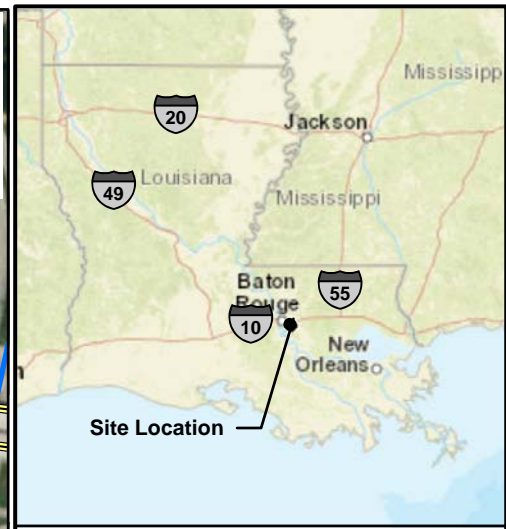 Mississipp
20
Jackson
49
Louisiana
Mississippi
Baton
Rouge
55
10
New
Orleans
n
Site Location